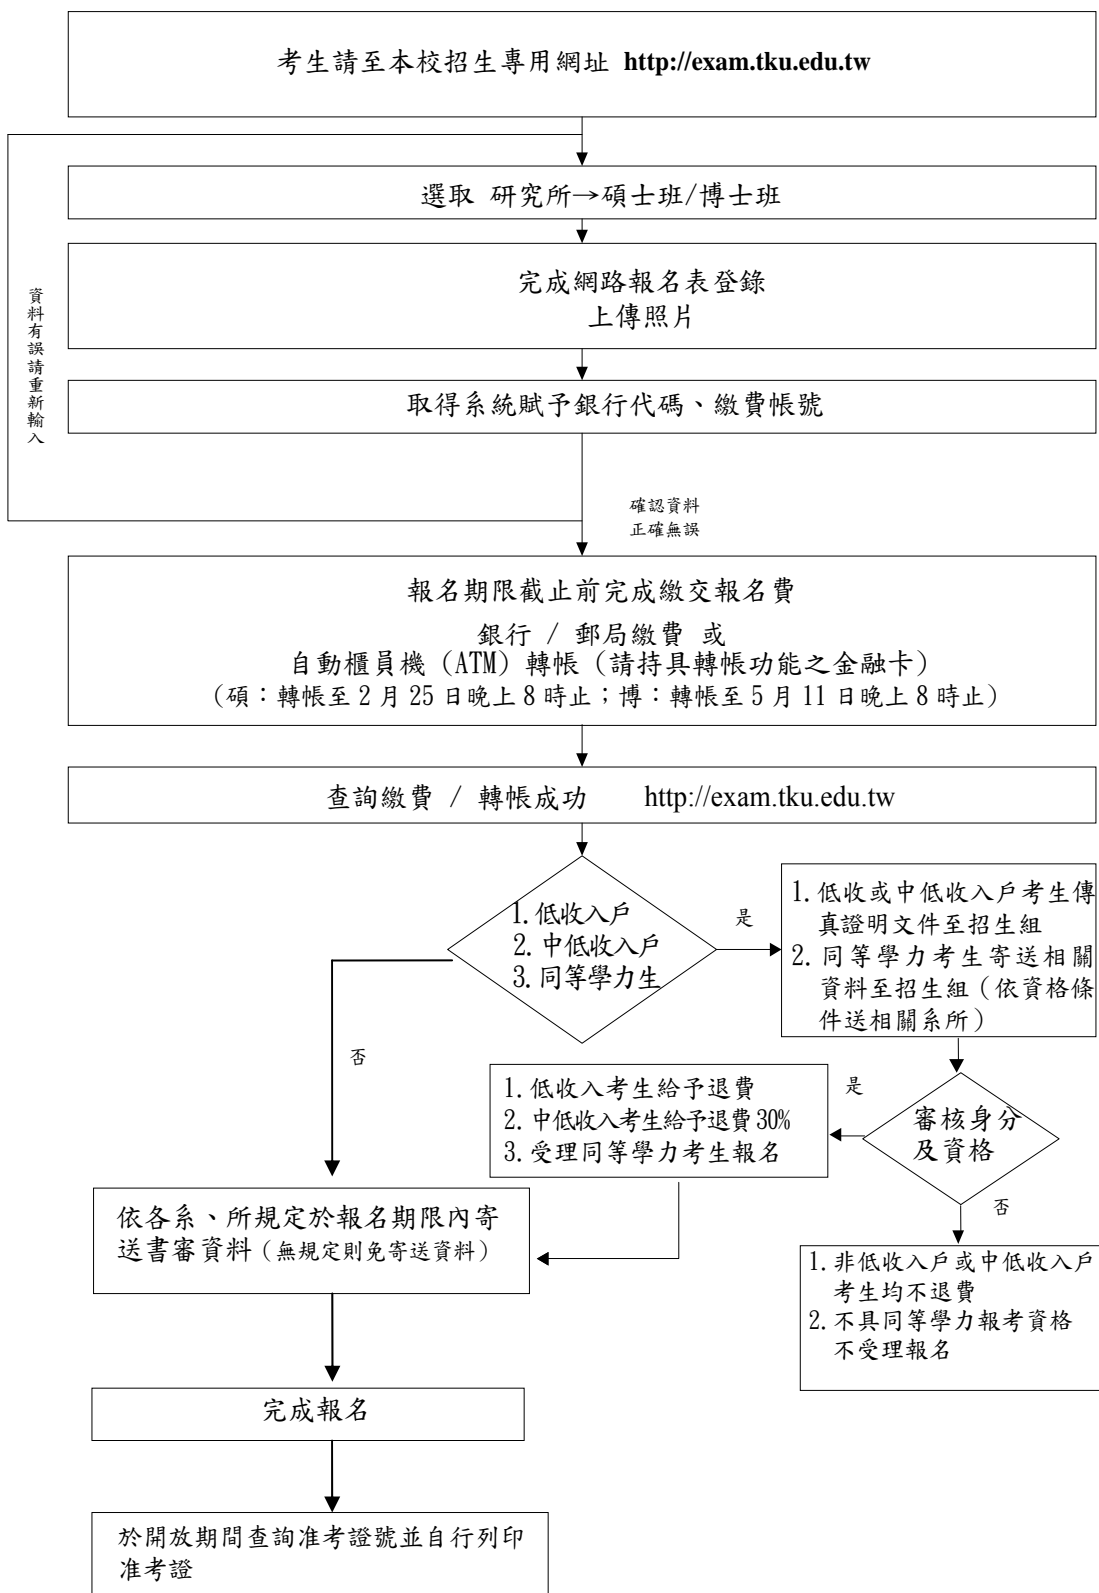 考生請至本校招生專用網址 http://exam.tku.edu.tw
選取 研究所→碩士班/博士班
完成網路報名表登錄
上傳照片
資料有誤請重新輸入
取得系統賦予銀行代碼、繳費帳號
確認資料
正確無誤
報名期限截止前完成繳交報名費
銀行 / 郵局繳費 或
自動櫃員機（ATM）轉帳（請持具轉帳功能之金融卡）
（碩：轉帳至 2 月 25 日晚上 8 時止；博：轉帳至 5 月 11 日晚上 8 時止）
查詢繳費 / 轉帳成功 http://exam.tku.edu.tw
1. 低收入戶
2. 中低收入戶
3. 同等學力生
是
1. 低收或中低收入戶考生傳
真證明文件至招生組
2. 同等學力考生寄送相關
資料至招生組（依資格條
件送相關系所）
否
1. 低收入考生給予退費
2. 中低收入考生給予退費 30%
3. 受理同等學力考生報名
是
審核身分
及資格
否
依各系、所規定於報名期限內寄
送書審資料（無規定則免寄送資料）
1. 非低收入戶或中低收入戶
考生均不退費
2. 不具同等學力報考資格
不受理報名
完成報名
於開放期間查詢准考證號並自行列印
准考證